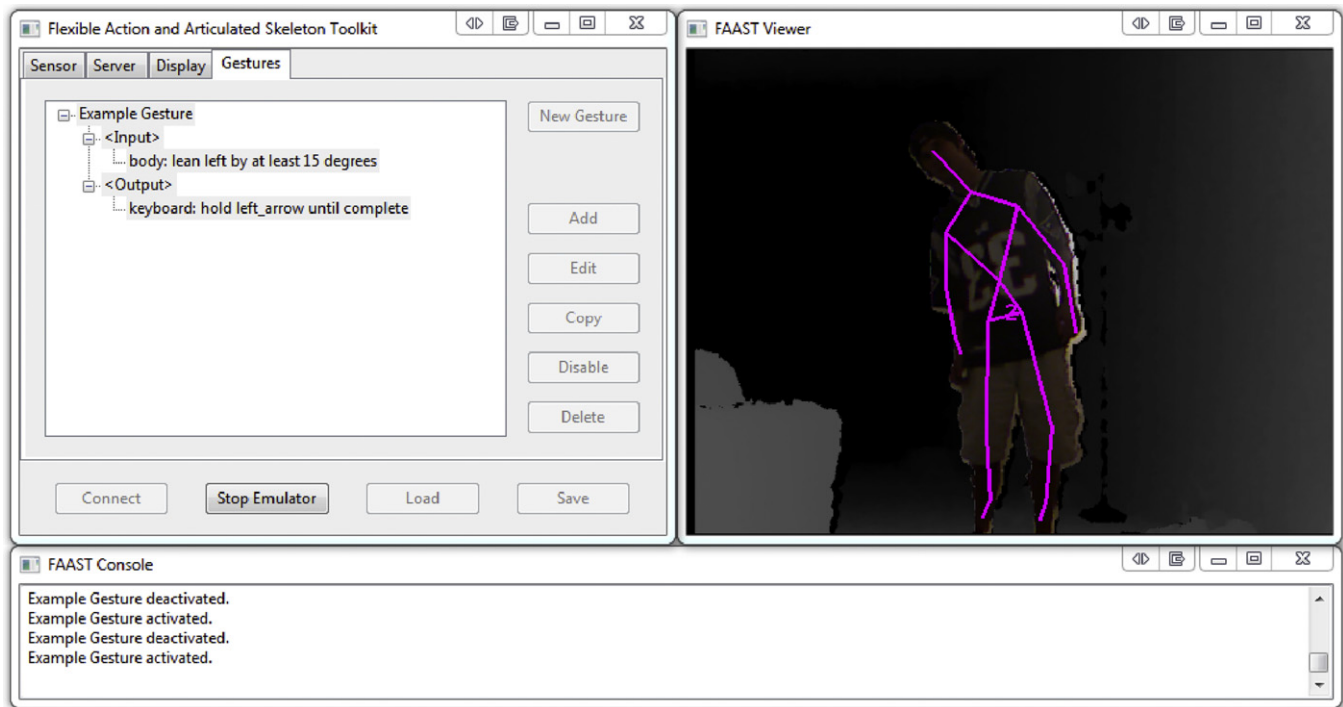 Flexible Action and Articulated Skeleton Toolkit
Sensor Server Display Gestures
Example Gesture
<Input>
body: lean left by at least 15 degrees
<Output>
keyboard: hold left_arrow until complete
New Gesture
Add
Edit
Copy
Disable
Delete
Connect Stop Emulator Load Save
FAAST Viewer
33
2
FAAST Console
Example Gesture deactivated.
Example Gesture activated.
Example Gesture deactivated.
Example Gesture activated.